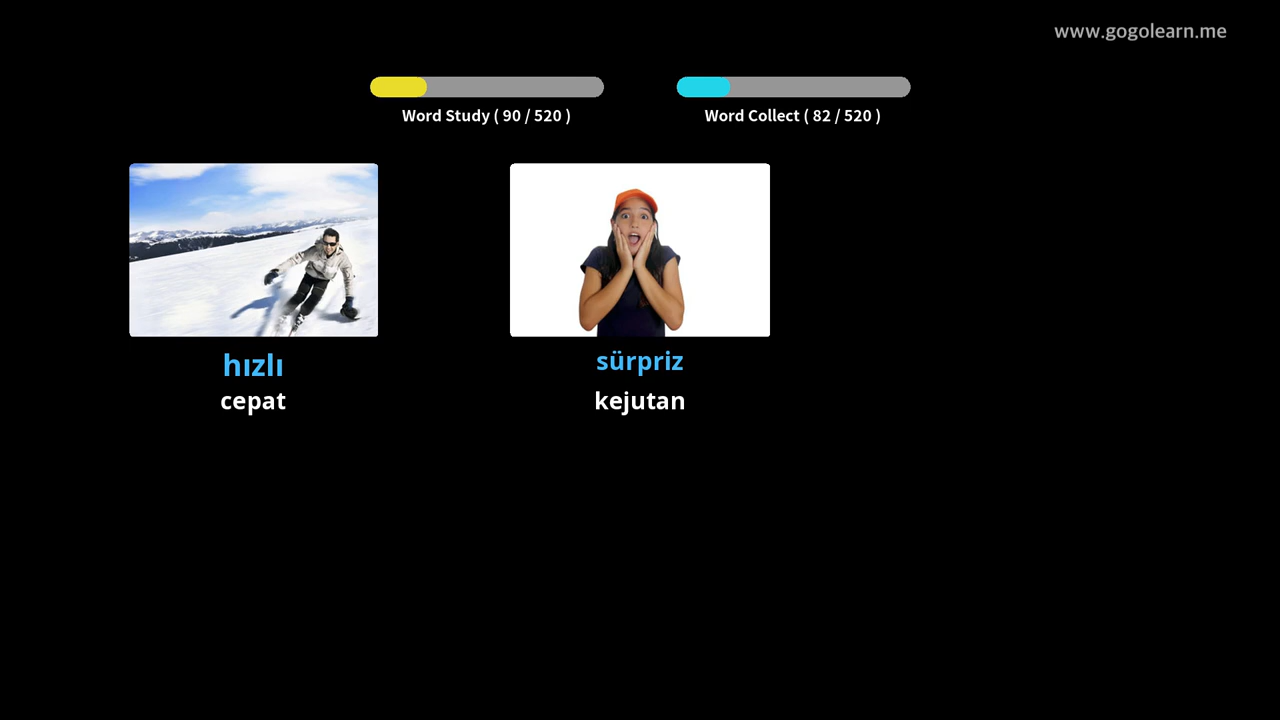 www.gogolearn.me
Word Study ( 90 / 520 )
Word Collect ( 82 / 520 )
hızlı
cepat
sürpriz
kejutan